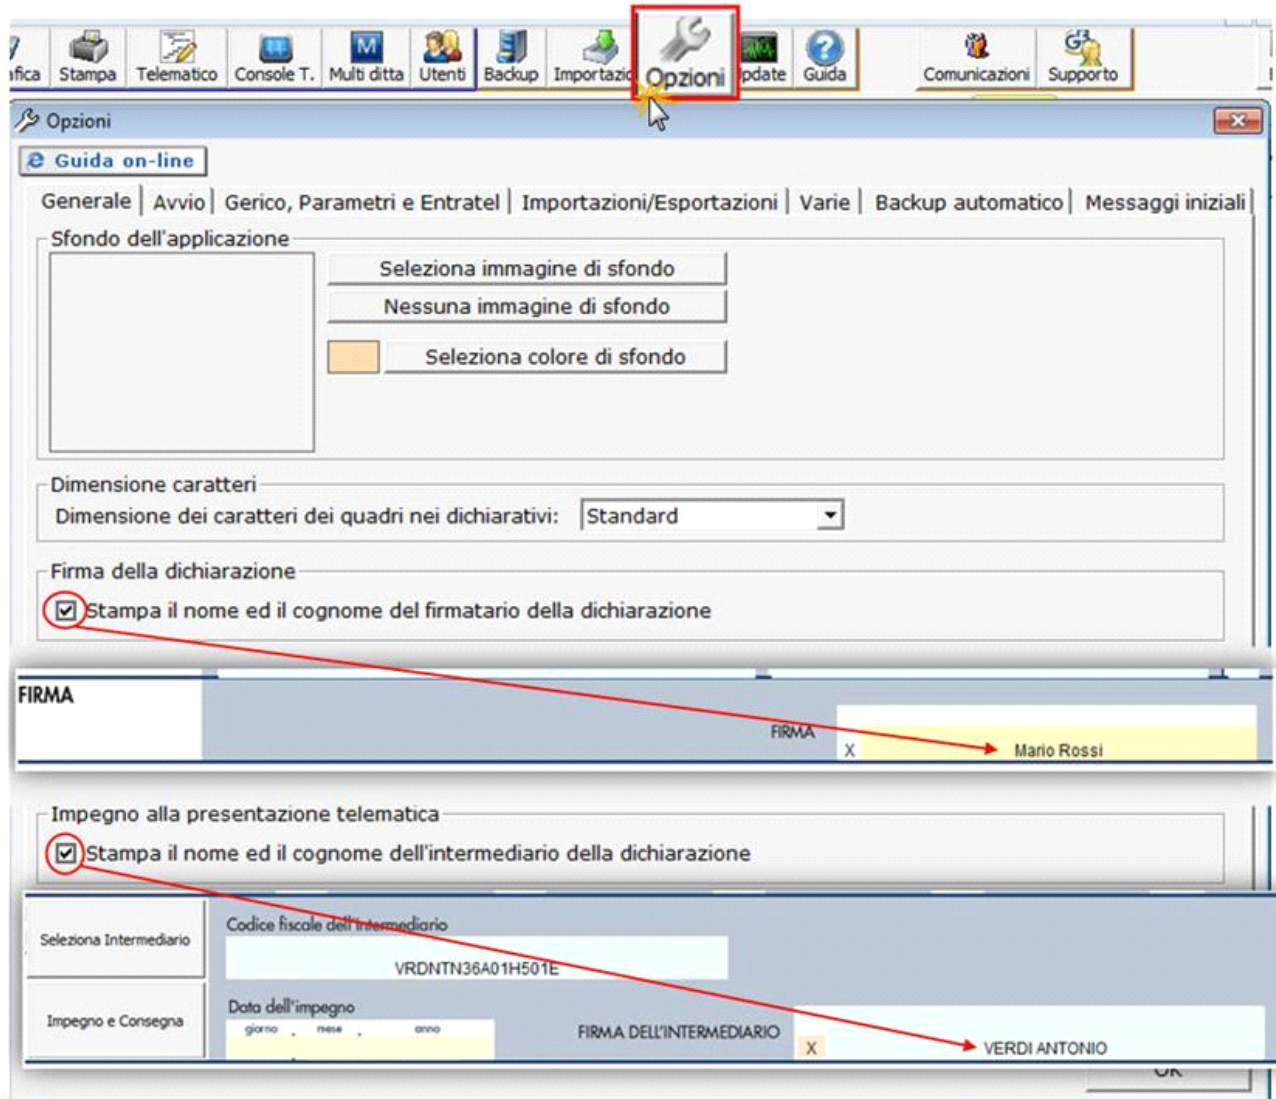 fica Stampa Telematico Console T. Multi ditta Utenti Backup Importazio Opzioni pdate Guida Comunicazioni Supporto
Opzioni
Guida on-line
Generale Avvio Gerico, Parametri e Entratel Importazioni/Esportazioni Varie Backup automatico Messaggi iniziali
Sfondo dell'applicazione
Seleziona immagine di sfondo
Nessuna immagine di sfondo
Seleziona colore di sfondo
Dimensione caratteri
Dimensione dei caratteri dei quadri nei dichiarativi: Standard
Firma della dichiarazione
Stampa il nome ed il cognome del firmatario della dichiarazione
FIRMA
FIRMA
X Mario Rossi
Impegno alla presentazione telematica
Stampa il nome ed il cognome dell'intermediario della dichiarazione
Seleziona Intermediario
Codice fiscale dell'intermediario
VRDNTN36A01H501E
Impegno e Consegna
Data dell'impegno
giorno mese anno
FIRMA DELL'INTERMEDIARIO
X VERDI ANTONIO
OK